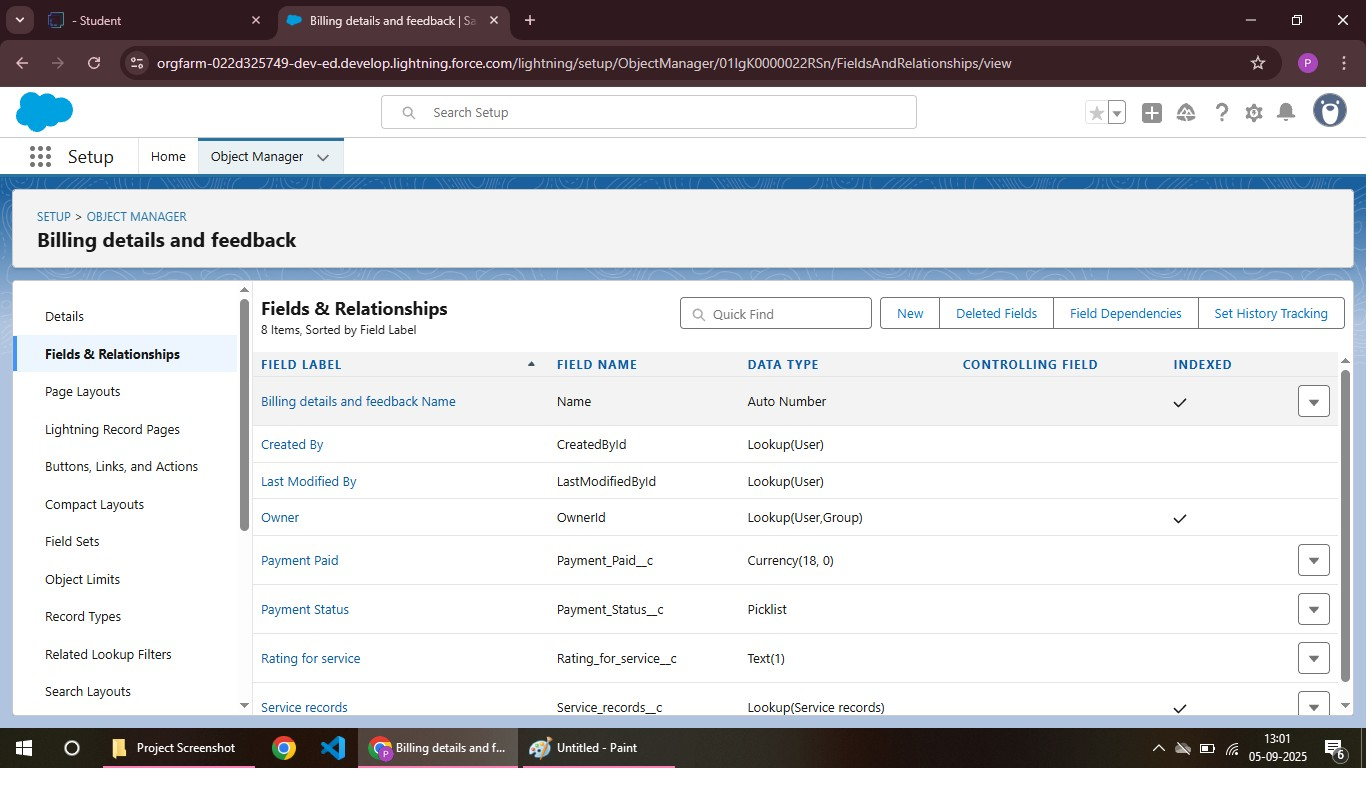 - Student
Billing details and feedback | Sa
orgfarm-022d325749-dev-ed.develop.lightning.force.com/lightning/setup/ObjectManager/01IgK0000022RSn/FieldsAndRelationships/view
P
Search Setup
Setup
Home
Object Manager
SETUP > OBJECT MANAGER
Billing details and feedback
Details
Fields & Relationships
Page Layouts
Lightning Record Pages
Buttons, Links, and Actions
Compact Layouts
Field Sets
Object Limits
Record Types
Related Lookup Filters
Search Layouts
Fields & Relationships
8 Items, Sorted by Field Label
Quick Find
New
Deleted Fields
Field Dependencies
Set History Tracking
FIELD LABEL FIELD NAME DATA TYPE CONTROLLING FIELD INDEXED
Billing details and feedback Name Name Auto Number
Created By CreatedById Lookup(User)
Last Modified By LastModifiedById Lookup(User)
Owner OwnerId Lookup(User,Group)
Payment Paid Payment_Paid__c Currency(18, 0)
Payment Status Payment_Status__c Picklist
Rating for service Rating_for_service__c Text(1)
Service records Service_records__c Lookup(Service records)
Project Screenshot
P
Billing details and f...
Untitled - Paint
13:01
05-09-2025
6